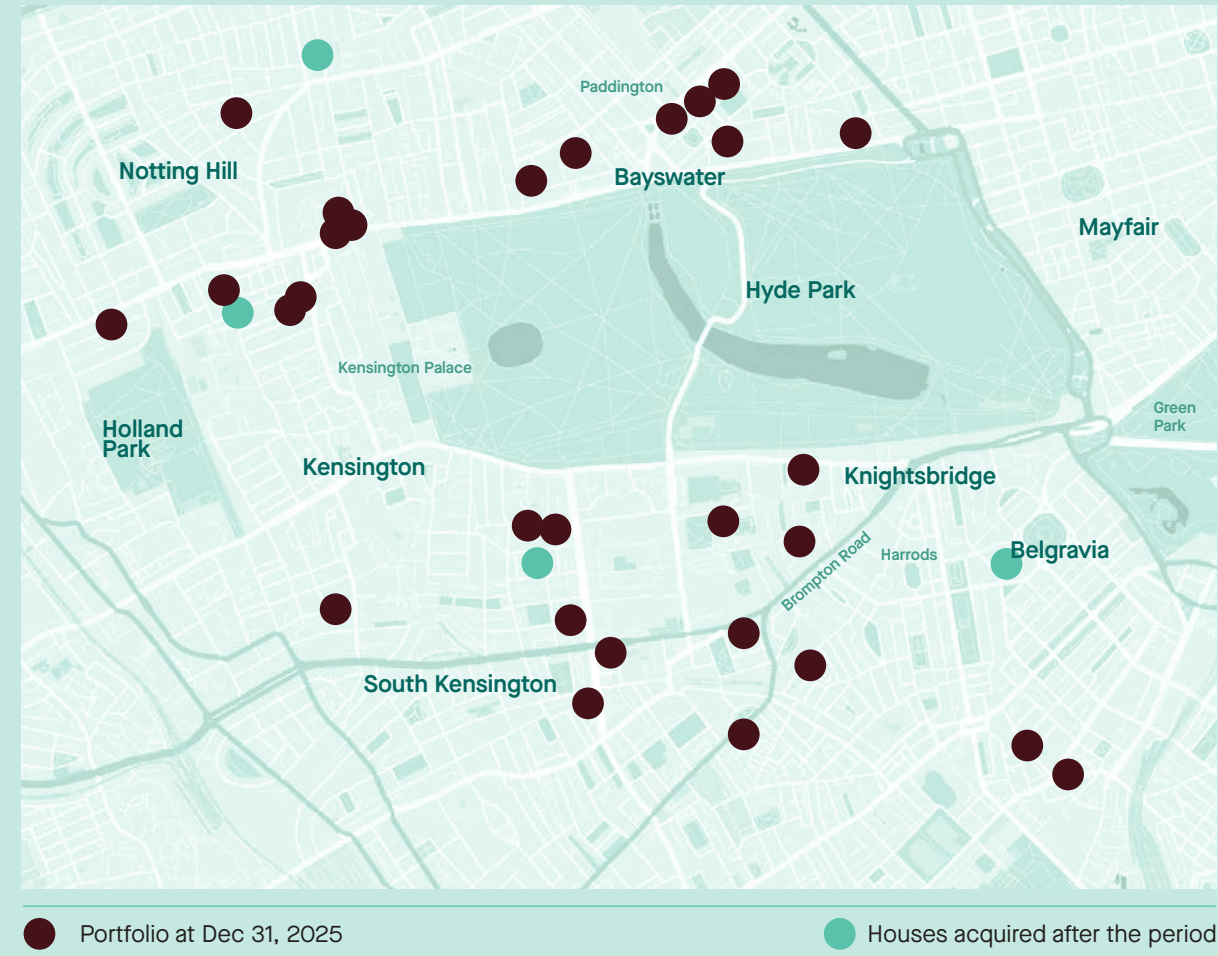 Paddington
Notting Hill
Bayswater
Mayfair
Hyde Park
Kensington Palace
Green
Park
Holland
Park
Kensington
Knightsbridge
Brompton Road
Harrods
Belgravia
South Kensington
Portfolio at Dec 31, 2025
Houses acquired after the period